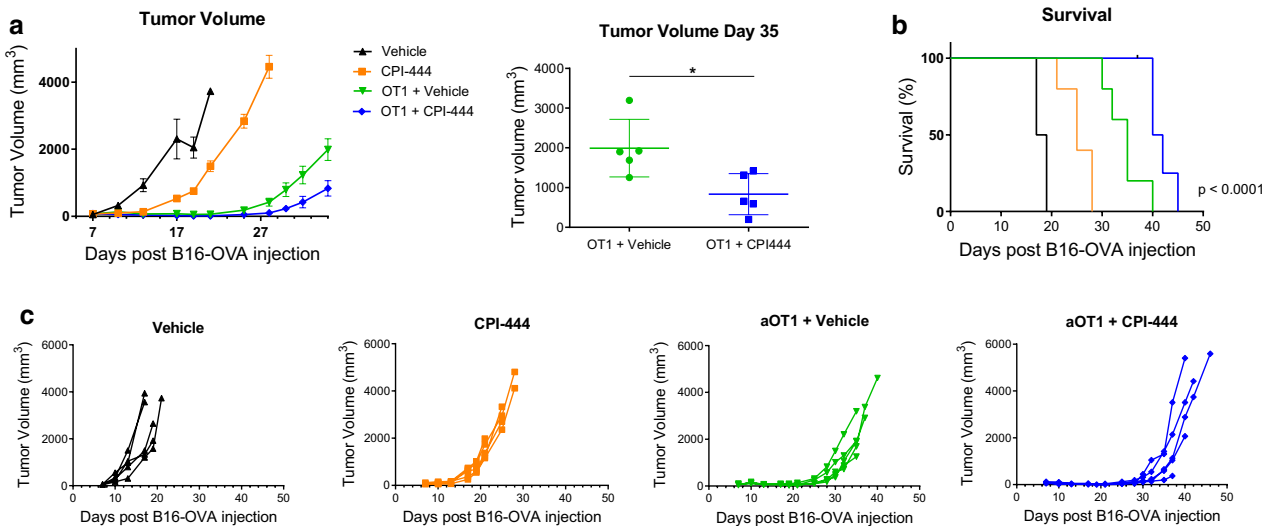 a
Tumor Volume
Tumor Volume (mm³)
4000
2000
0
7
17
27
Days post B16-OVA injection
Vehicle
CPI-444
OT1 + Vehicle
OT1 + CPI-444
Tumor Volume Day 35
Tumor volume (mm³)
4000
3000
2000
1000
0
*
OT1 + Vehicle
OT1 + CPI444
b
Survival
Survival (%)
100
50
0
0
10
20
30
40
50
Days post B16-OVA injection
p < 0.0001
c
Vehicle
Tumor Volume (mm³)
6000
4000
2000
0
0
10
20
30
40
50
Days post B16-OVA injection
CPI-444
Tumor Volume (mm³)
6000
4000
2000
0
0
10
20
30
40
50
Days post B16-OVA injection
aOT1 + Vehicle
Tumor Volume (mm³)
6000
4000
2000
0
0
10
20
30
40
50
Days post B16-OVA injection
aOT1 + CPI-444
Tumor Volume (mm³)
6000
4000
2000
0
0
10
20
30
40
50
Days post B16-OVA injection